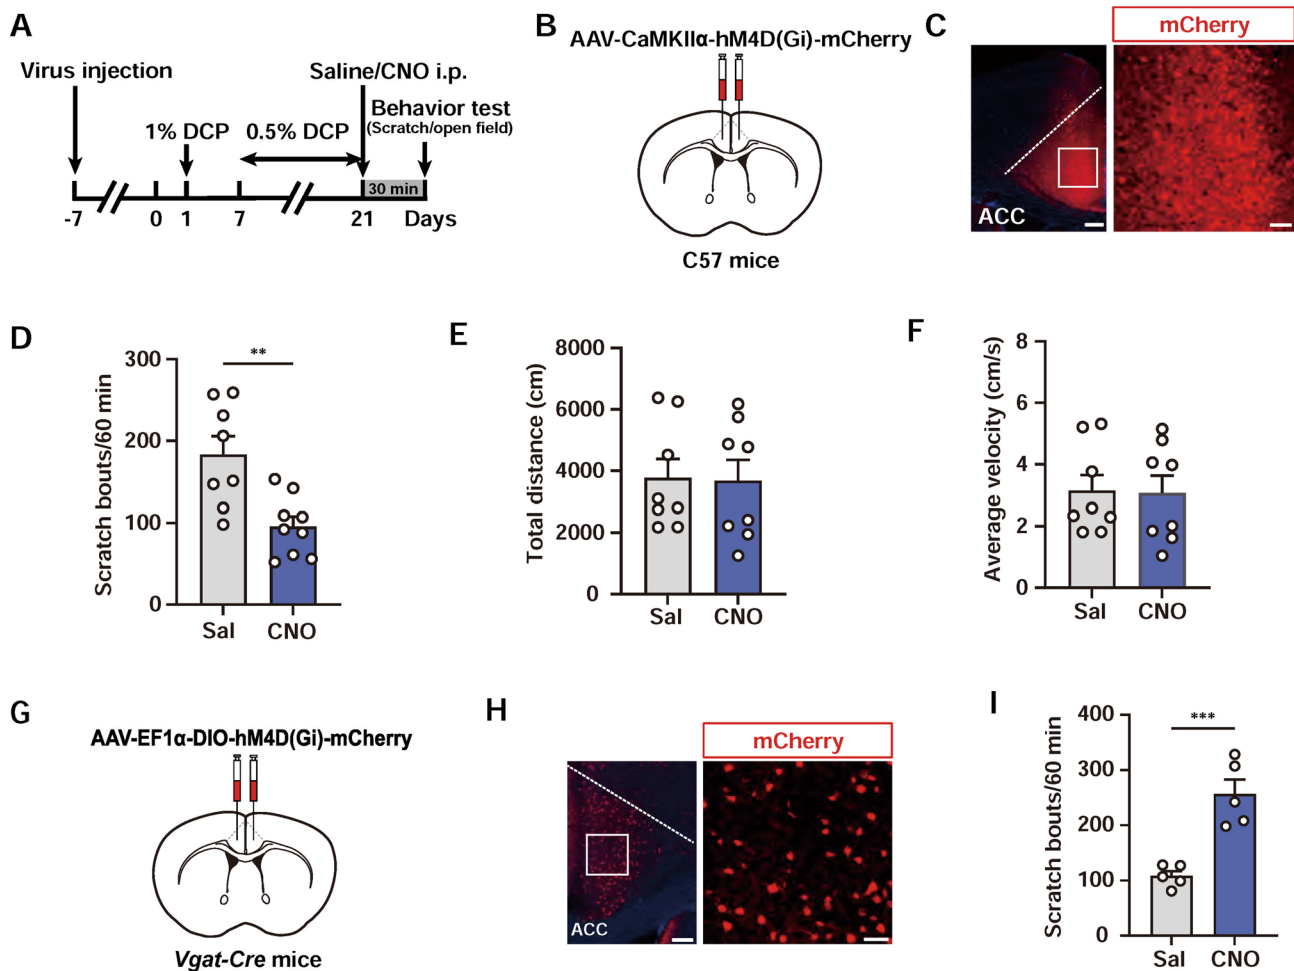 A
Virus injection
Saline/CNO i.p.
Behavior test
(Scratch/open field)
1% DCP
0.5% DCP
30 min
-7
0
1
7
21
Days
B
AAV-CaMKIIα-hM4D(Gi)-mCherry
C57 mice
C
mCherry
ACC
D
Scratch bouts/60 min
300
200
100
0
**
Sal
CNO
E
Total distance (cm)
8000
6000
4000
2000
0
Sal
CNO
F
Average velocity (cm/s)
8
6
4
2
0
Sal
CNO
G
AAV-EF1α-DIO-hM4D(Gi)-mCherry
Vgat-Cre mice
H
mCherry
ACC
I
Scratch bouts/60 min
400
300
200
100
0
***
Sal
CNO